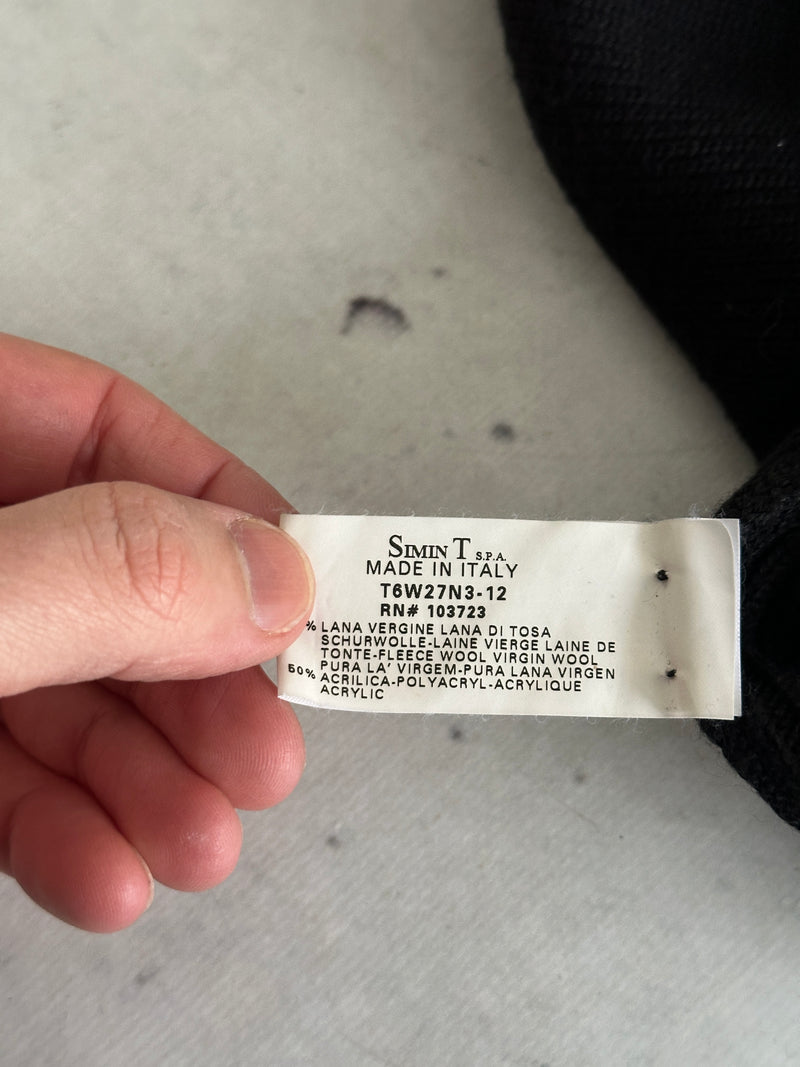 SIMIN T S.P.A.
MADE IN ITALY
T6W27N3-12
RN# 103723
% LANA VERGINE LANA DI TOSA
SCHURWOLLE-LAINE VIERGE LAINE DE
TONTE-FLEECE WOOL VIRGIN WOOL
PURA LA' VIRGEM-PURA LANA VIRGEN
50% ACRILICA-POLYACRYL-ACRYLIQUE
ACRYLIC